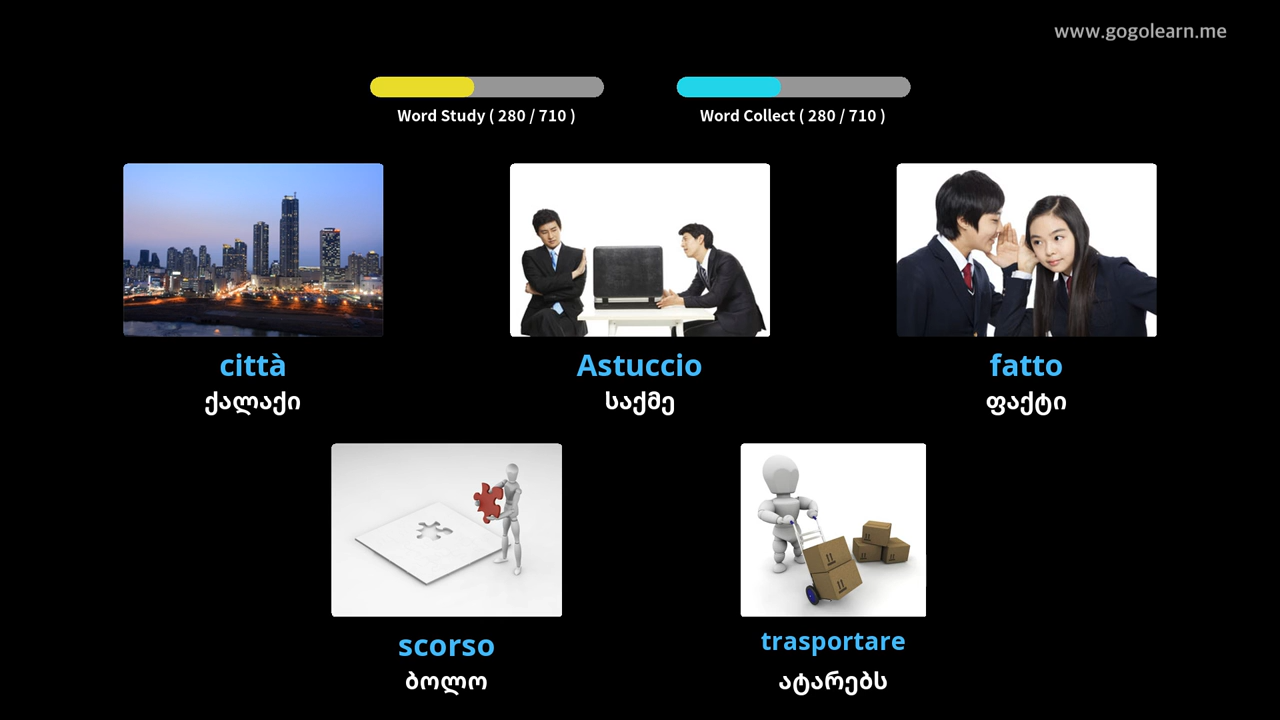 www.gogolearn.me
Word Study ( 280 / 710 )
Word Collect ( 280 / 710 )
città
ქალაქი
Astuccio
საქმე
fatto
ფაქტი
scorso
ბოლო
trasportare
ატარებს